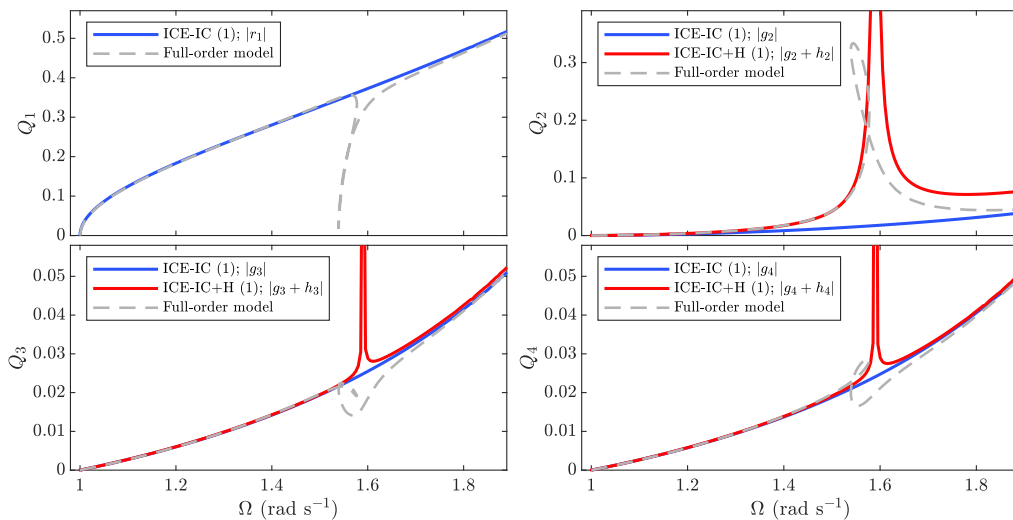 ICE-IC (1); |r₁|
Full-order model
Q₁
0.5
0.4
0.3
0.2
0.1
0
ICE-IC (1); |g₂|
ICE-IC+H (1); |g₂ + h₂|
Full-order model
Q₂
0.3
0.2
0.1
0
ICE-IC (1); |g₃|
ICE-IC+H (1); |g₃ + h₃|
Full-order model
Q₃
0.05
0.04
0.03
0.02
0.01
0
1 1.2 1.4 1.6 1.8
Ω (rad s⁻¹)
ICE-IC (1); |g₄|
ICE-IC+H (1); |g₄ + h₄|
Full-order model
Q₄
0.05
0.04
0.03
0.02
0.01
0
1 1.2 1.4 1.6 1.8
Ω (rad s⁻¹)